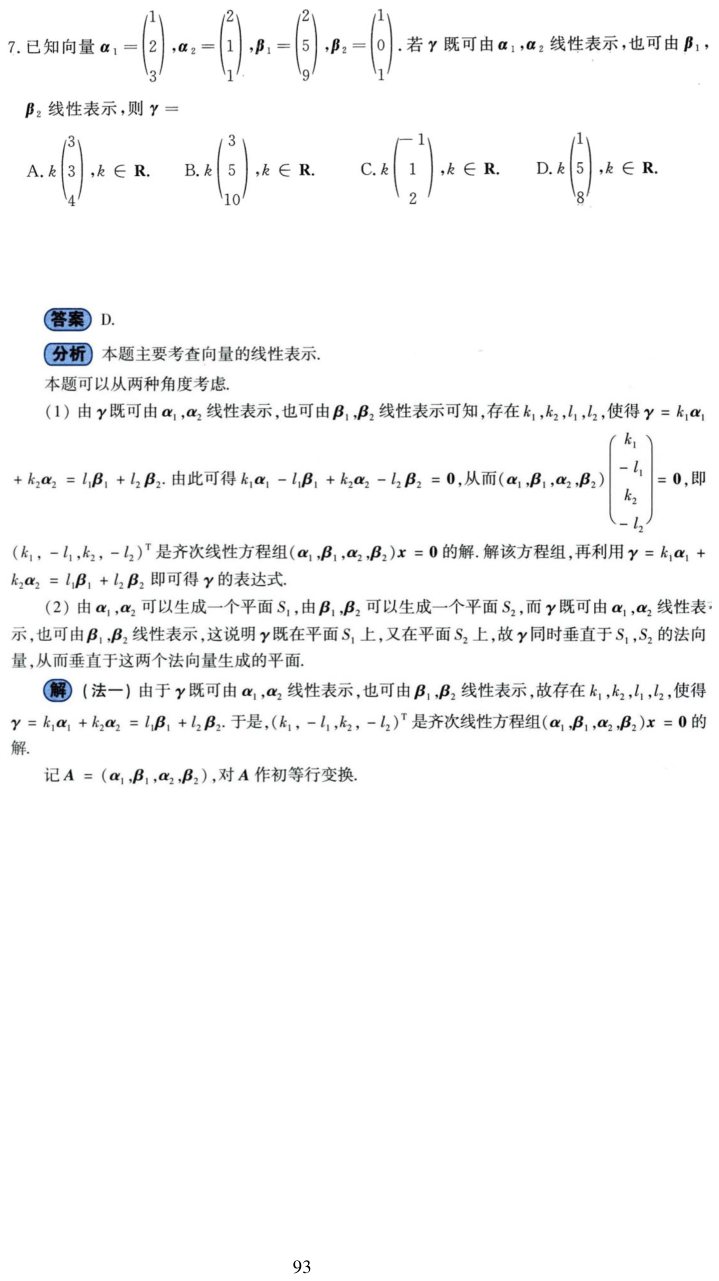 7. 已知向量 α₁ = (1 2 3), α₂ = (2 1 1), β₁ = (2 5 9), β₂ = (1 0 1). 若 γ 既可由 α₁,α₂ 线性表示,也可由 β₁,
β₂ 线性表示,则 γ =
A. k(3 3 4), k ∈ R. B. k(3 5 10), k ∈ R. C. k(−1 1 2), k ∈ R. D. k(1 5 8), k ∈ R.
答案 D.
分析 本题主要考查向量的线性表示.
本题可以从两种角度考虑.
(1) 由 γ 既可由 α₁,α₂ 线性表示,也可由 β₁,β₂ 线性表示可知,存在 k₁,k₂,l₁,l₂,使得 γ = k₁α₁
+ k₂α₂ = l₁β₁ + l₂β₂. 由此可得 k₁α₁ − l₁β₁ + k₂α₂ − l₂β₂ = 0,从而(α₁,β₁,α₂,β₂)(k₁ −l₁ k₂ −l₂) = 0,即
(k₁, −l₁,k₂, −l₂)ᵀ 是齐次线性方程组(α₁,β₁,α₂,β₂)x = 0 的解. 解该方程组,再利用 γ = k₁α₁ +
k₂α₂ = l₁β₁ + l₂β₂ 即可得 γ 的表达式.
(2) 由 α₁,α₂ 可以生成一个平面 S₁,由 β₁,β₂ 可以生成一个平面 S₂,而 γ 既可由 α₁,α₂ 线性表
示,也可由 β₁,β₂ 线性表示,这说明 γ 既在平面 S₁ 上,又在平面 S₂ 上,故 γ 同时垂直于 S₁,S₂ 的法向
量,从而垂直于这两个法向量生成的平面.
解 (法一) 由于 γ 既可由 α₁,α₂ 线性表示,也可由 β₁,β₂ 线性表示,故存在 k₁,k₂,l₁,l₂,使得
γ = k₁α₁ + k₂α₂ = l₁β₁ + l₂β₂. 于是,(k₁, −l₁,k₂, −l₂)ᵀ 是齐次线性方程组(α₁,β₁,α₂,β₂)x = 0 的
解.
记 A = (α₁,β₁,α₂,β₂),对 A 作初等行变换.
93